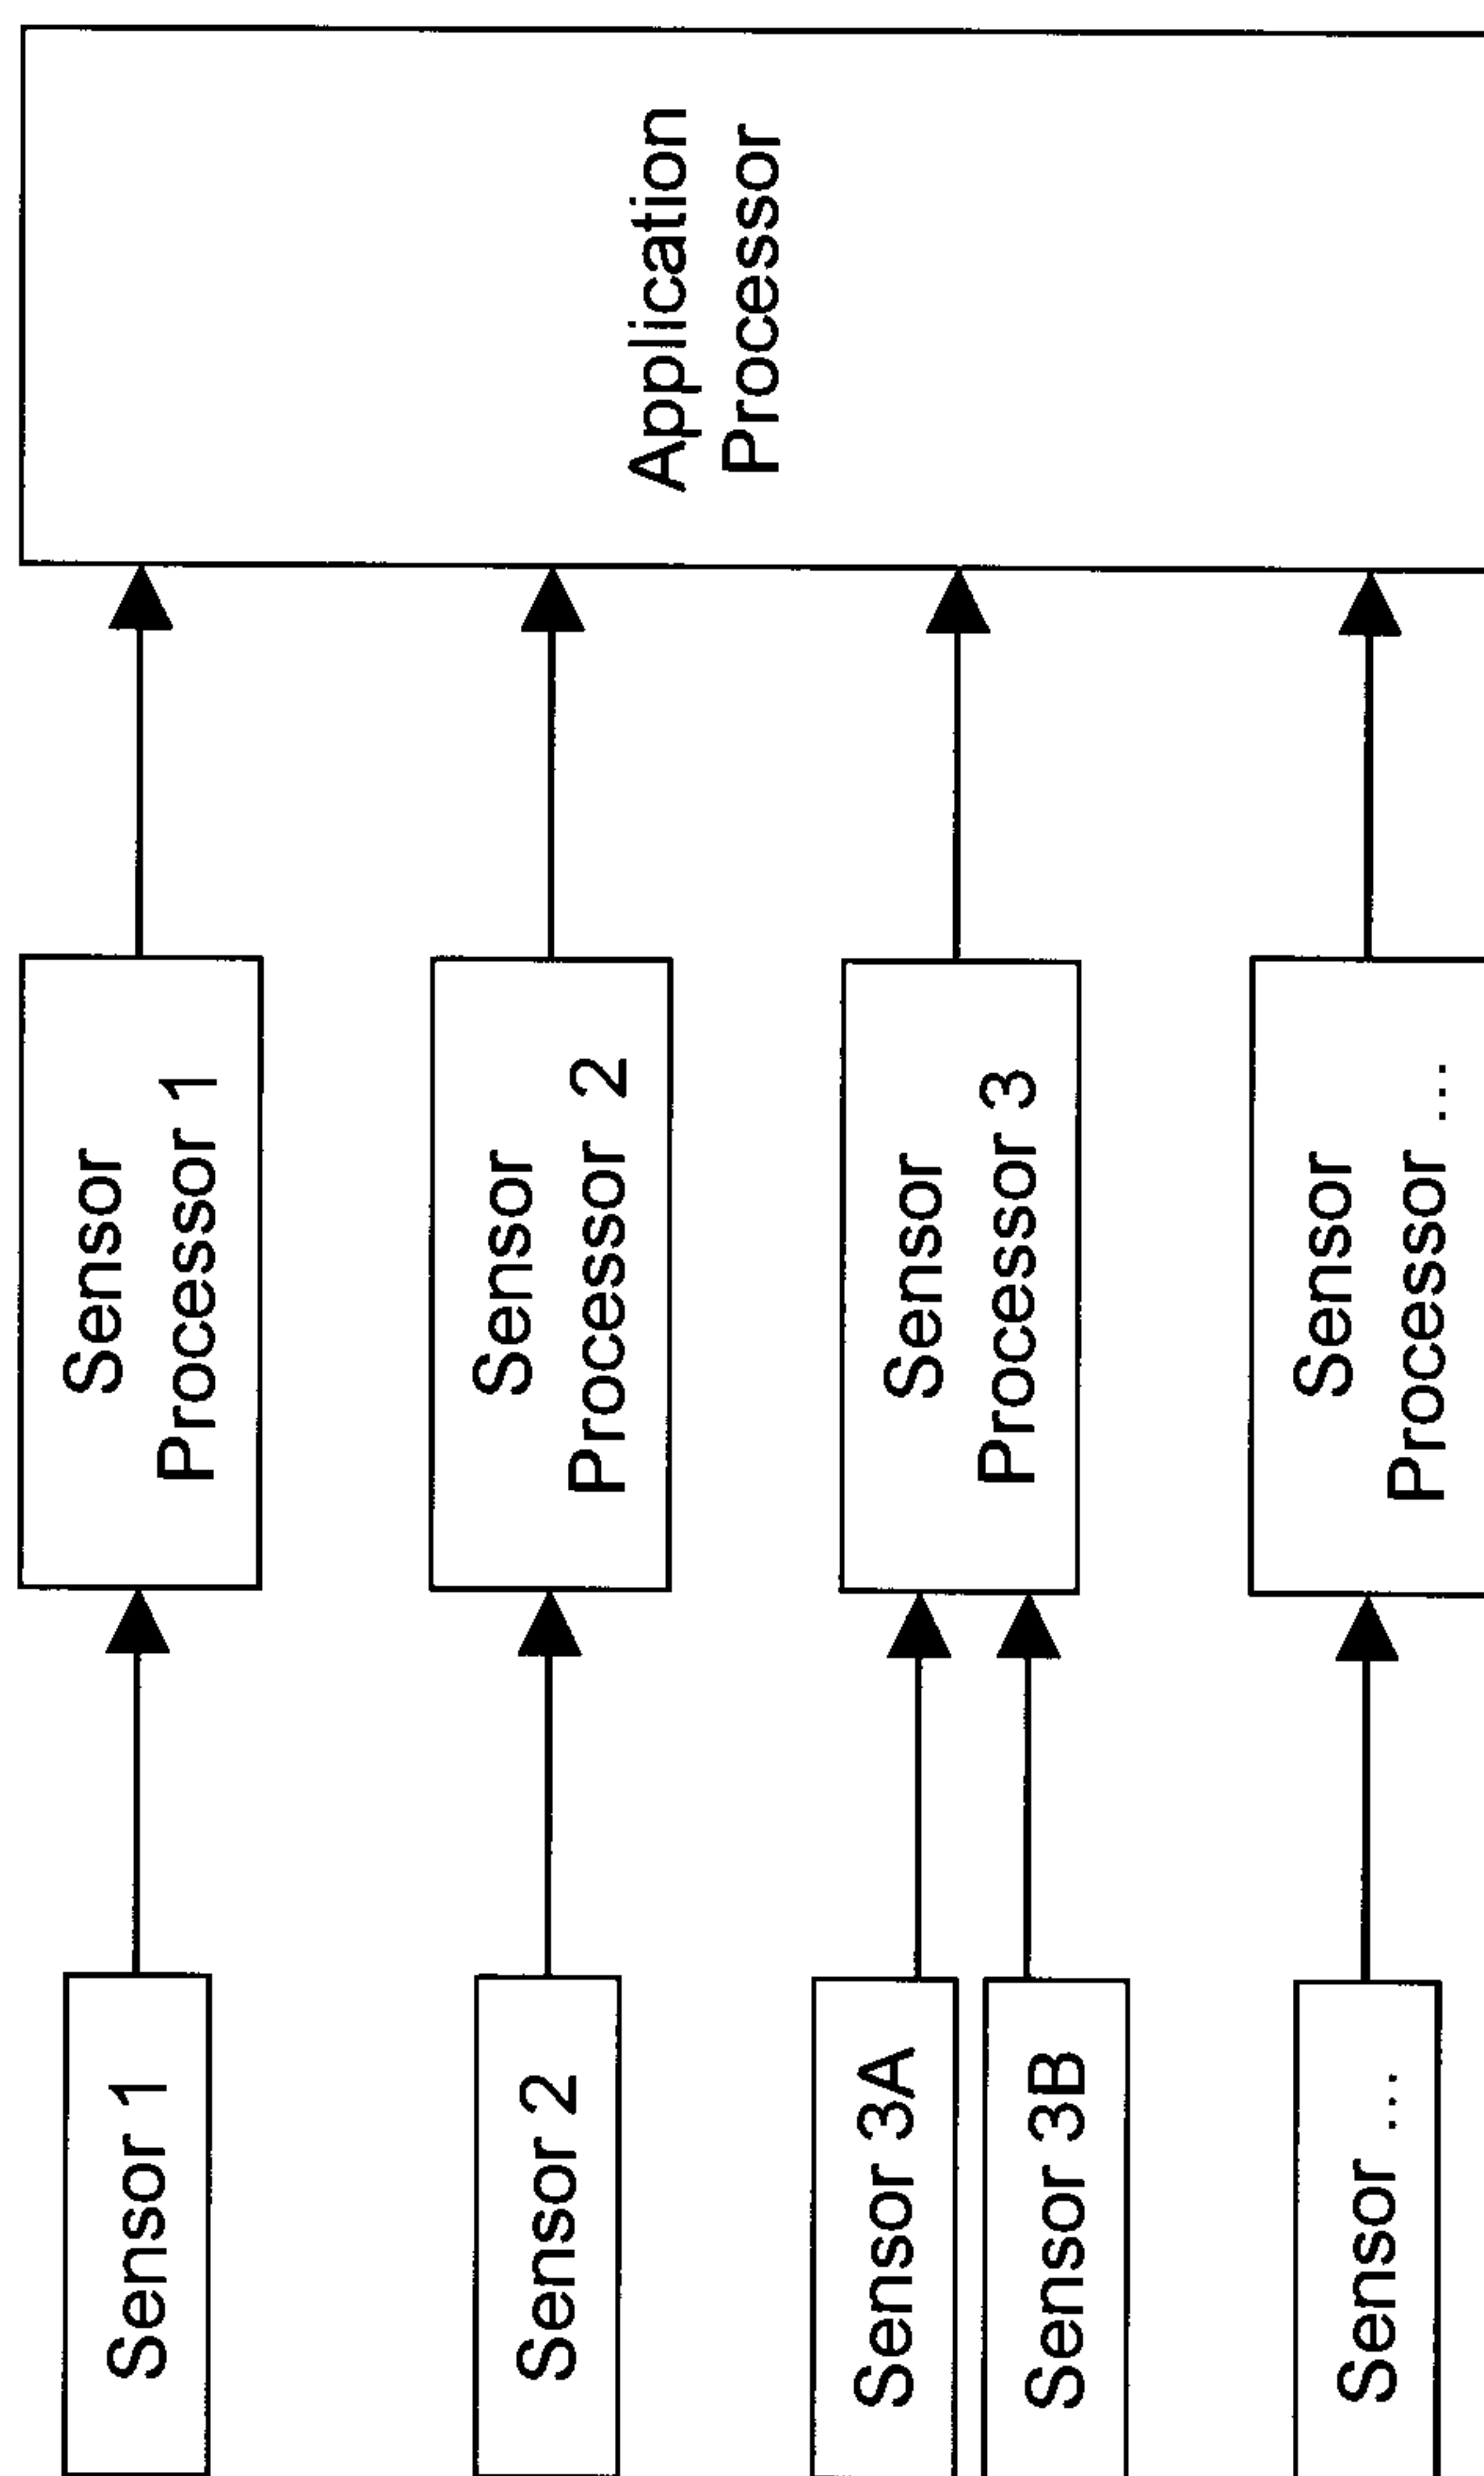 Sensor 1
Sensor
Processor 1
Sensor 2
Sensor
Processor 2
Application
Processor
Sensor 3A
Sensor 3B
Sensor
Processor 3
Sensor ...
Sensor
Processor ...